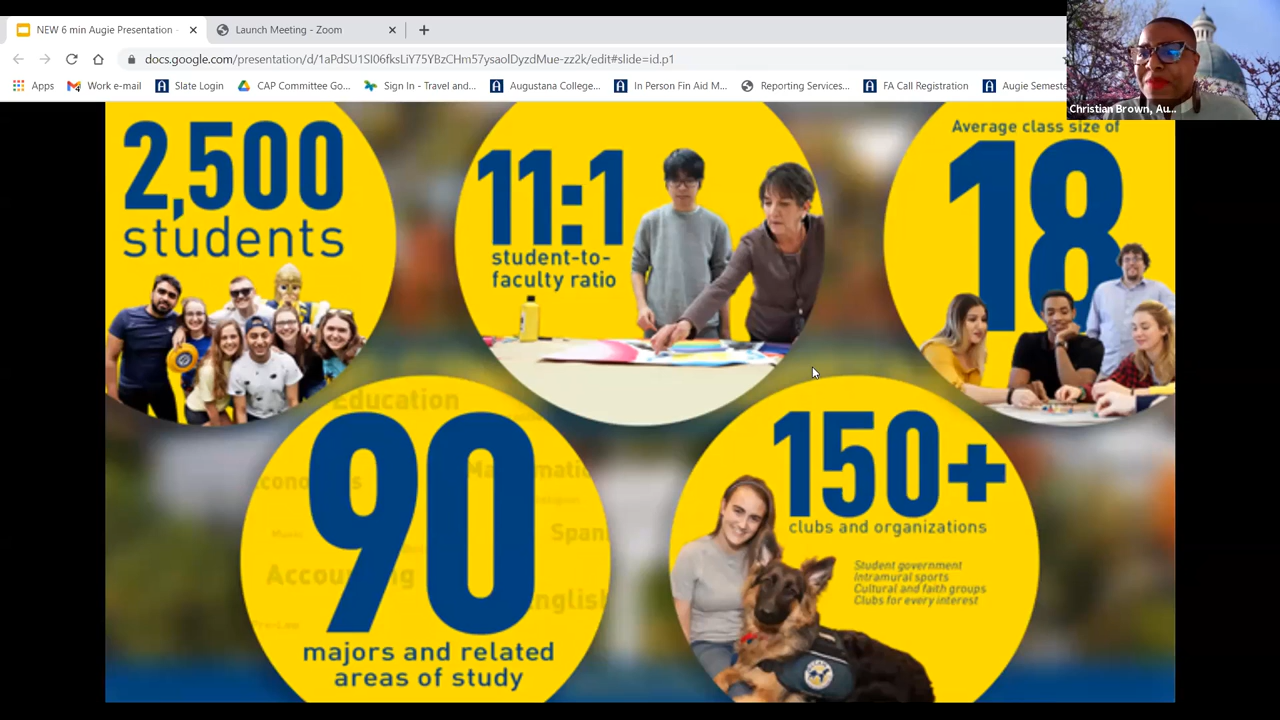 NEW 6 min Augie Presentation -
Launch Meeting - Zoom
docs.google.com/presentation/d/1aPdSU1Sl06fksLiY75YBzCHm57ysaolDyzdMue-zz2k/edit#slide=id.p1
Apps
Work e-mail
Slate Login
CAP Committee Go...
Sign In - Travel and...
Augustana College...
In Person Fin Aid M...
Reporting Services...
FA Call Registration
Augie Semes
Christian Brown, Au...
2,500
students
11:1
student-to-
faculty ratio
Average class size of
18
90
majors and related
areas of study
Education
Accounting
Spani
English
150+
clubs and organizations
Student government
Intramural sports
Cultural and faith groups
Clubs for every interest